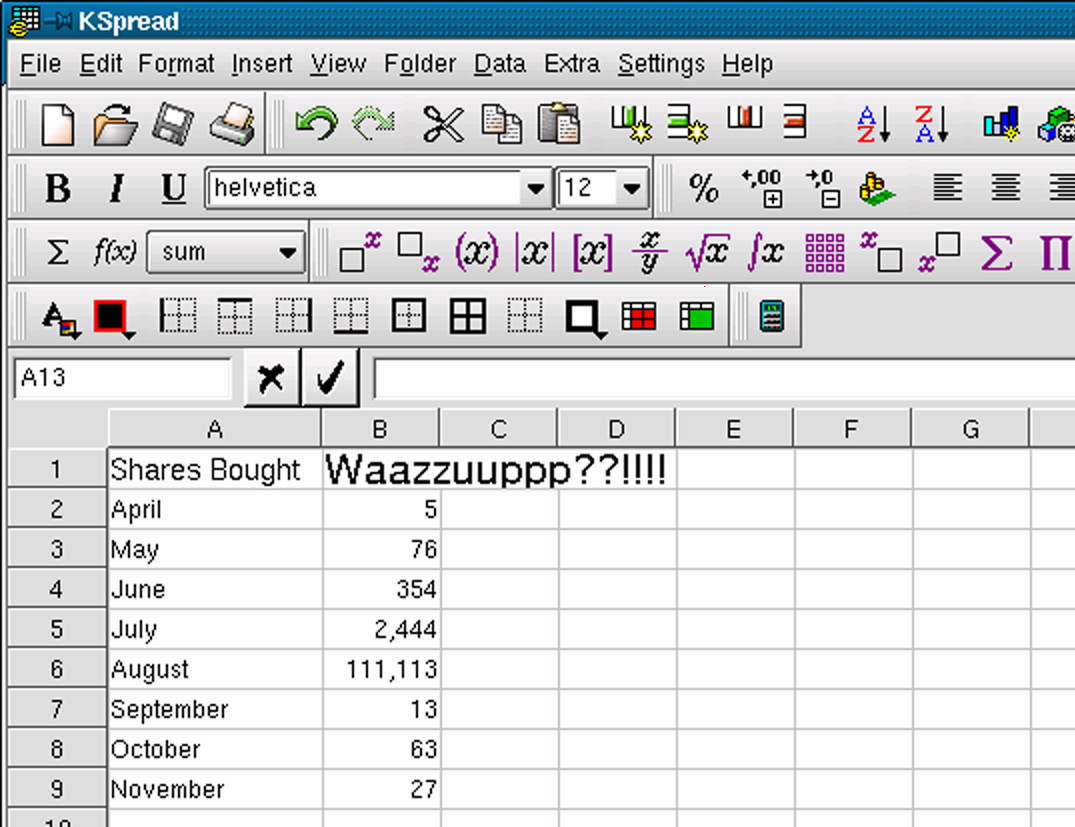 KSpread
File Edit Format Insert View Folder Data Extra Settings Help
A Z Z A
B I U helvetica 12 % +,00 →,0
Σ f(x) sum □x □x (x) |x| [x] x/y √x ∫x x□ x□ Σ Π
A
A13
A B C D E F G
1 Shares Bought Waazzuuppp??!!!!
2 April 5
3 May 76
4 June 354
5 July 2,444
6 August 111,113
7 September 13
8 October 63
9 November 27
10